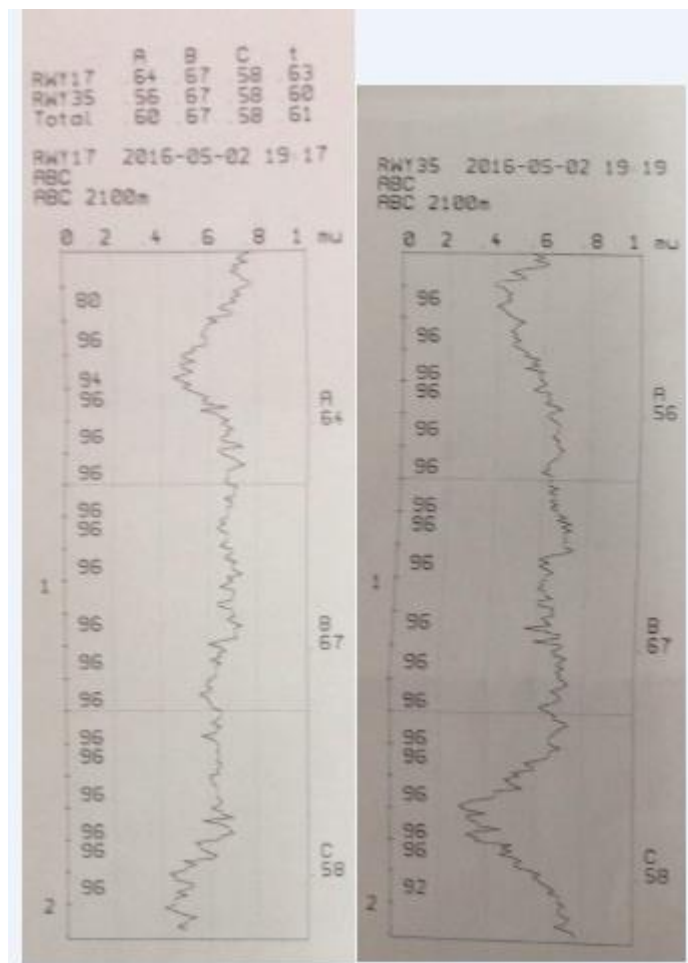 A B C t
RWY17 .64 .67 .58 .63
RWY35 .56 .67 .58 .60
Total .60 .67 .58 .61
RWY17 2016-05-02 19:17
ABC
ABC 2100m
0 .2 .4 .6 .8 1 mu
80
96
94
96
A
64
96
96
96
96
96
1
96
B
67
96
96
96
96
96
96
96
C
58
96
2
RWY35 2016-05-02 19:19
ABC
ABC 2100m
0 .2 .4 .6 .8 1 mu
96
96
96
96
A
56
96
96
96
96
96
1
96
B
67
96
96
96
96
96
96
96
C
58
92
2